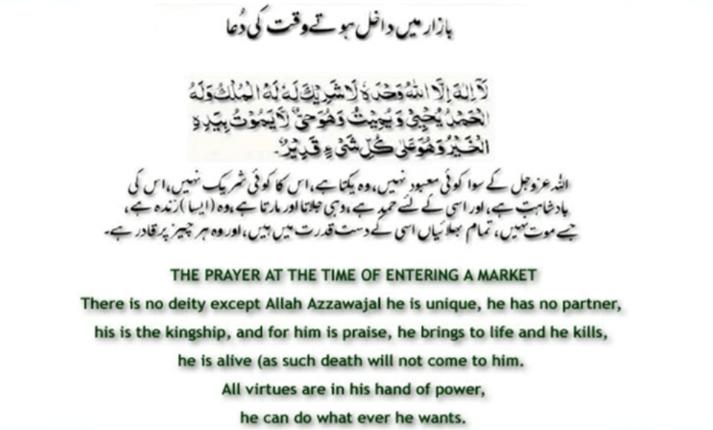 بازار میں داخل ہوتے وقت کی دُعا
لَآ اِلٰهَ اِلَّا اللّٰهُ وَحْدَهٗ لَا شَرِيْكَ لَهٗ لَهُ الْمُلْكُ وَلَهُ
الْحَمْدُ يُحْيِيْ وَيُمِيْتُ وَهُوَ حَيٌّ لَّا يَمُوْتُ بِيَدِهِ
الْخَيْرُ وَهُوَ عَلٰى كُلِّ شَيْءٍ قَدِيْرٌ۔
اللہ عزوجل کے سوا کوئی معبود نہیں، وہ یکتا ہے، اس کا کوئی شریک نہیں، اس کی
بادشاہت ہے، اور اسی کے لئے حمد ہے، وہی جِلاتا اور مارتا ہے، وہ (ایسا) زندہ ہے،
جسے موت نہیں، تمام بھلائیاں اسی کے دست قدرت میں ہیں، اور وہ ہر چیز پر قادر ہے۔
THE PRAYER AT THE TIME OF ENTERING A MARKET
There is no deity except Allah Azzawajal he is unique, he has no partner,
his is the kingship, and for him is praise, he brings to life and he kills,
he is alive (as such death will not come to him.
All virtues are in his hand of power,
he can do what ever he wants.